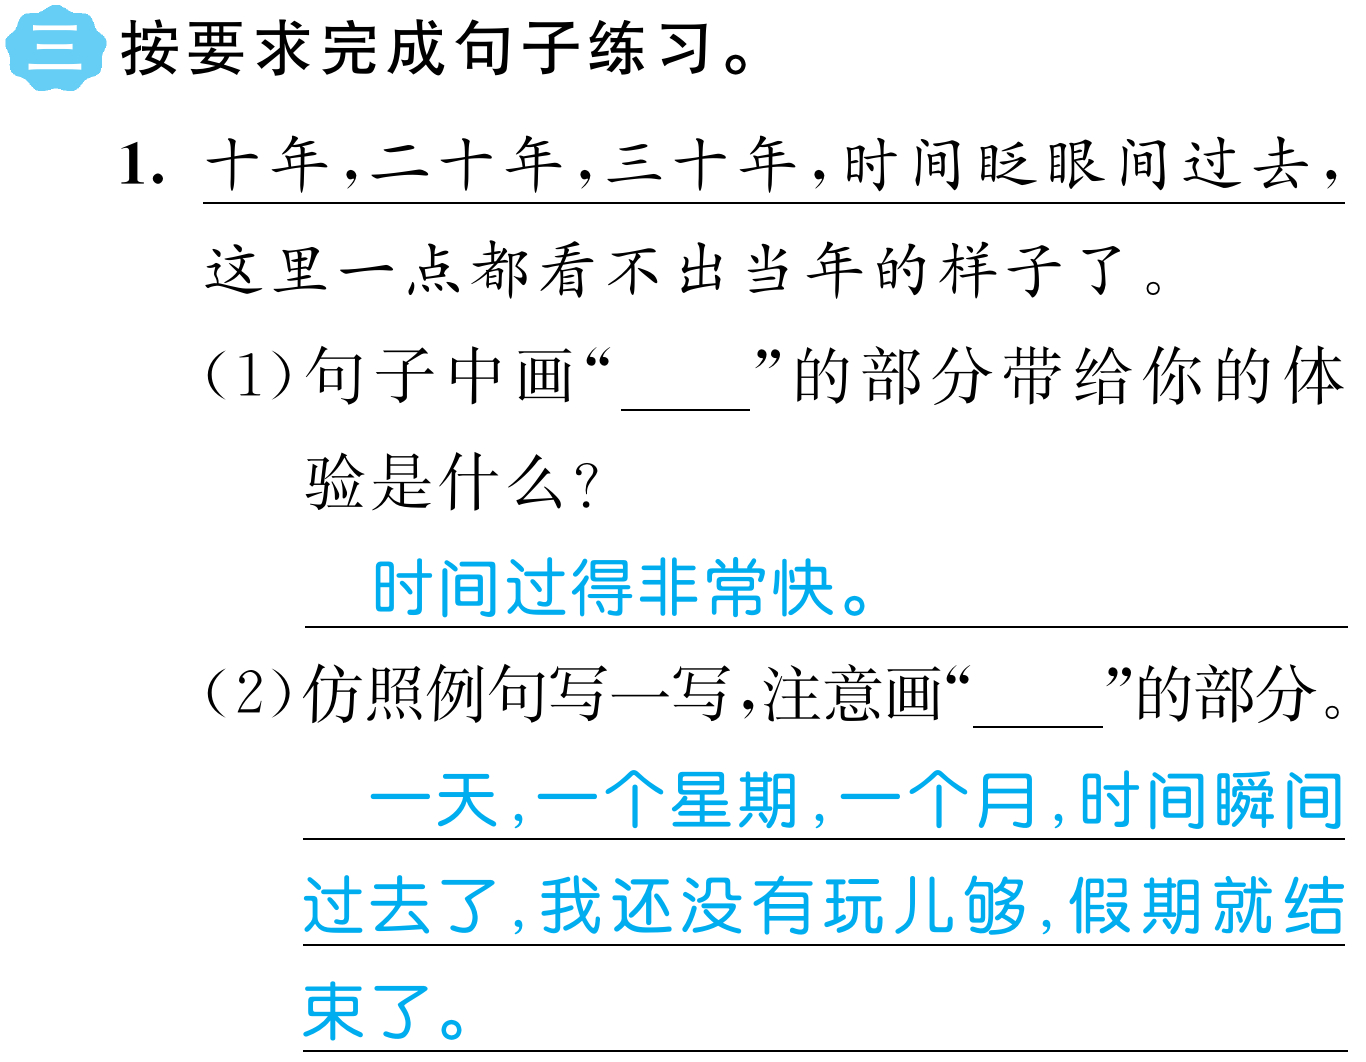 三 按要求完成句子练习。
1. 十年,二十年,三十年,时间眨眼间过去,
这里一点都看不出当年的样子了。
(1)句子中画“____”的部分带给你的体
验是什么?
时间过得非常快。
(2)仿照例句写一写,注意画“____”的部分。
一天,一个星期,一个月,时间瞬间
过去了,我还没有玩儿够,假期就结
束了。